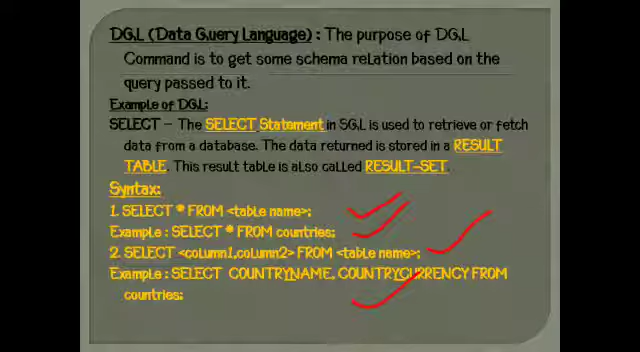 DQL (Data Query Language) : The purpose of DQL
Command is to get some schema relation based on the
query passed to it.
Example of DQL:
SELECT – The SELECT Statement in SQL is used to retrieve or fetch
data from a database. The data returned is stored in a RESULT
TABLE. This result table is also called RESULT-SET.
Syntax:
1. SELECT * FROM <table name>;
Example : SELECT * FROM countries;
2. SELECT <column1,column2> FROM <table name>;
Example : SELECT COUNTRYNAME, COUNTRYCURRENCY FROM
countries;